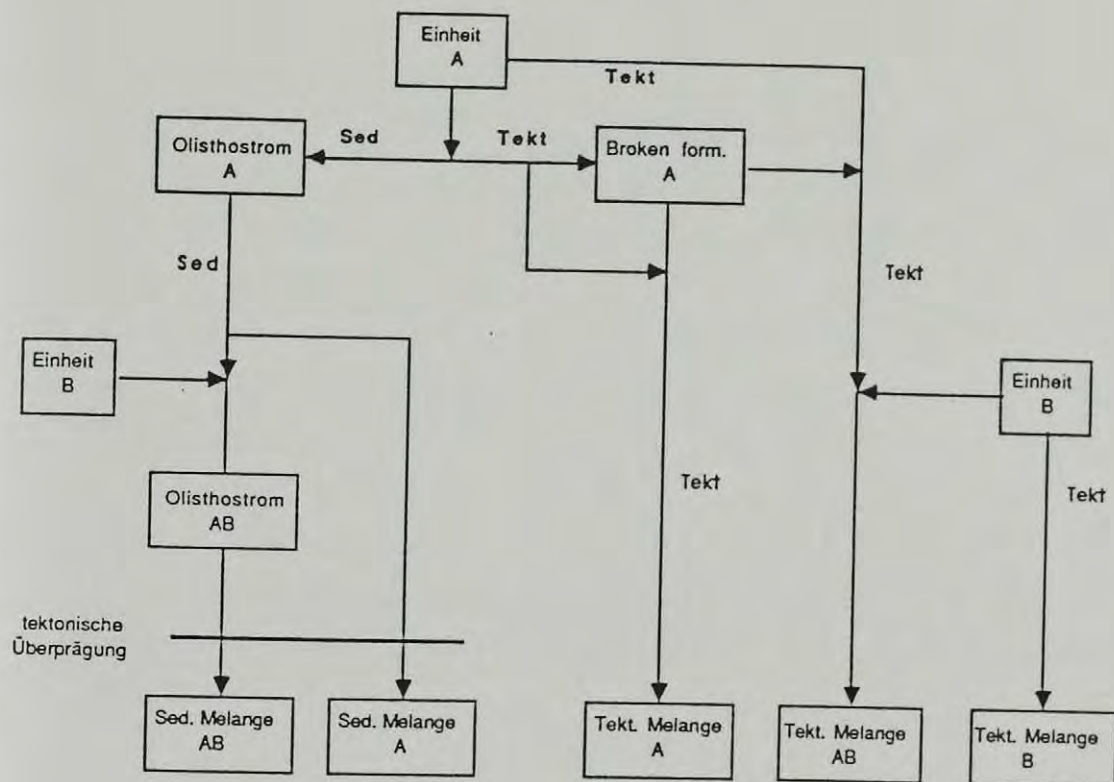 Einheit
A
Tekt
Olisthostrom
A
Sed
Tekt
Broken form.
A
Sed
Tekt
Einheit
B
Einheit
B
Olisthostrom
AB
Tekt
Tekt
tektonische
Überprägung
Sed. Melange
AB
Sed. Melange
A
Tekt. Melange
A
Tekt. Melange
AB
Tekt. Melange
B